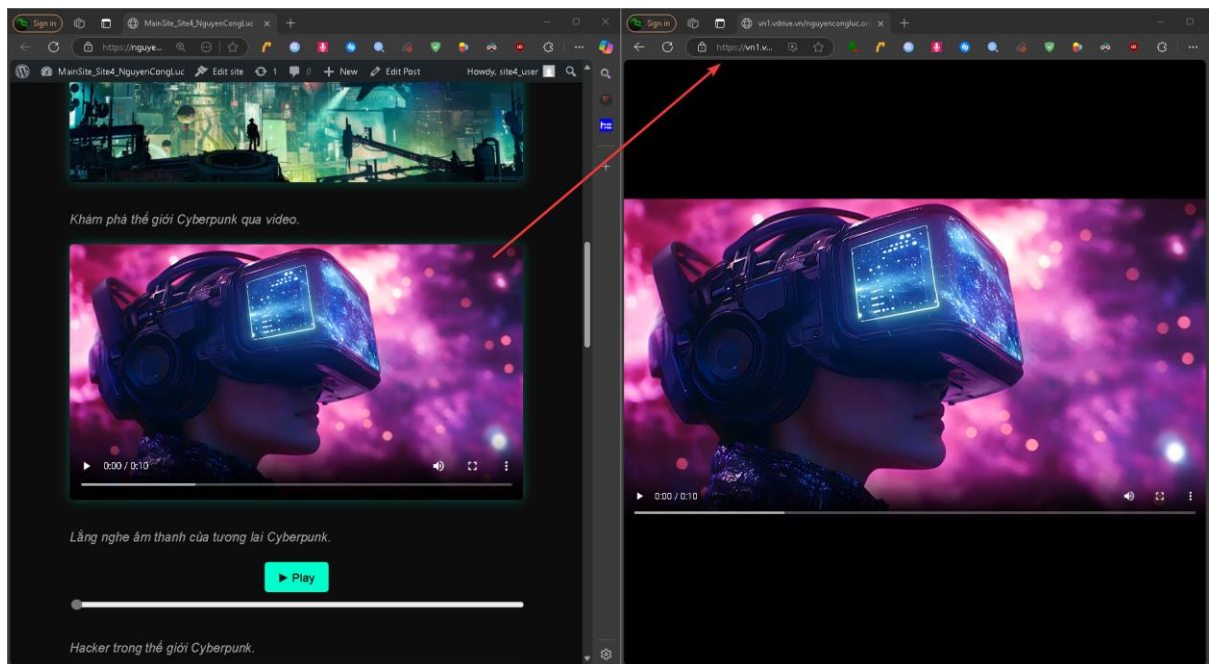 Sign in
MainSite_Site4_NguyenCongLuc
https://nguye...
MainSite_Site4_NguyenCongLuc
Edit site
1
0
New
Edit Post
Howdy, site4_user
Khám phá thế giới Cyberpunk qua video.
0:00 / 0:10
Lắng nghe âm thanh của tương lai Cyberpunk.
Play
Hacker trong thế giới Cyberpunk.
Sign in
vn1.vdrive.vn/nguyencongluc.or
https://vn1.v...
0:00 / 0:10